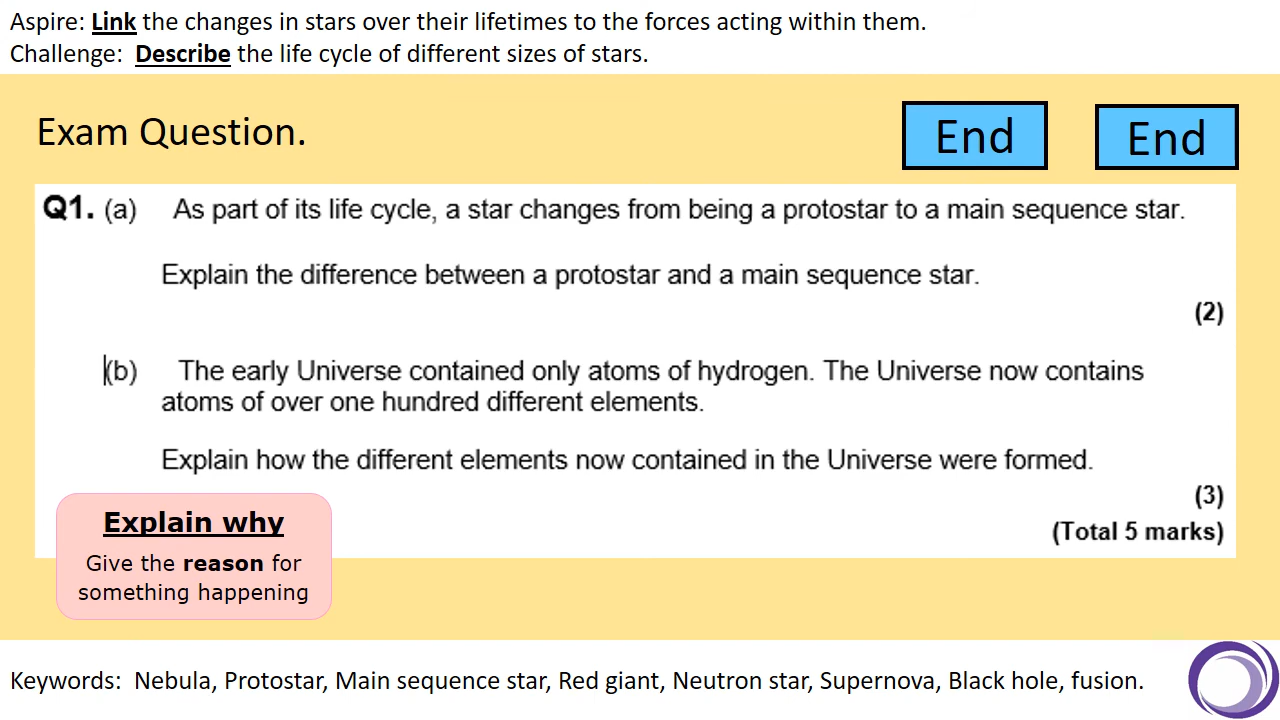 Aspire: Link the changes in stars over their lifetimes to the forces acting within them.
Challenge: Describe the life cycle of different sizes of stars.
Exam Question.
End
End
Q1. (a) As part of its life cycle, a star changes from being a protostar to a main sequence star.
Explain the difference between a protostar and a main sequence star.
(2)
(b) The early Universe contained only atoms of hydrogen. The Universe now contains
atoms of over one hundred different elements.
Explain how the different elements now contained in the Universe were formed.
(3)
(Total 5 marks)
Explain why
Give the reason for
something happening
Keywords: Nebula, Protostar, Main sequence star, Red giant, Neutron star, Supernova, Black hole, fusion.